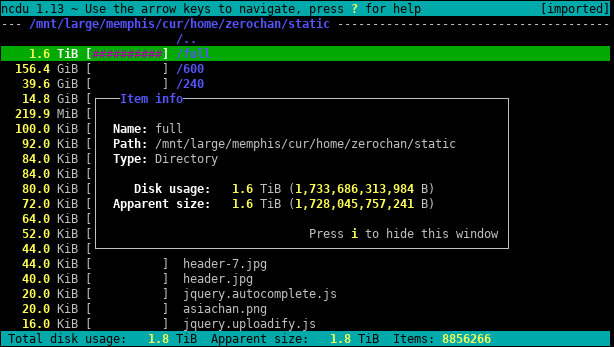 ncdu 1.13 ~ Use the arrow keys to navigate, press ? for help [imported]
--- /mnt/large/memphis/cur/home/zerochan/static ---------------------------------------
/..
1.6 TiB [##########] /full
156.4 GiB [ ] /600
39.6 GiB [ ] /240
14.8 GiB [
219.9 MiB [
100.0 KiB [
92.0 KiB [
84.0 KiB [
84.0 KiB [
80.0 KiB [
72.0 KiB [
64.0 KiB [
52.0 KiB [
44.0 KiB [
Item info
Name: full
Path: /mnt/large/memphis/cur/home/zerochan/static
Type: Directory
Disk usage: 1.6 TiB (1,733,686,313,984 B)
Apparent size: 1.6 TiB (1,728,045,757,241 B)
Press i to hide this window
44.0 KiB [ ] header-7.jpg
40.0 KiB [ ] header.jpg
20.0 KiB [ ] jquery.autocomplete.js
20.0 KiB [ ] asiachan.png
16.0 KiB [ ] jquery.uploadify.js
Total disk usage: 1.8 TiB Apparent size: 1.8 TiB Items: 8856266